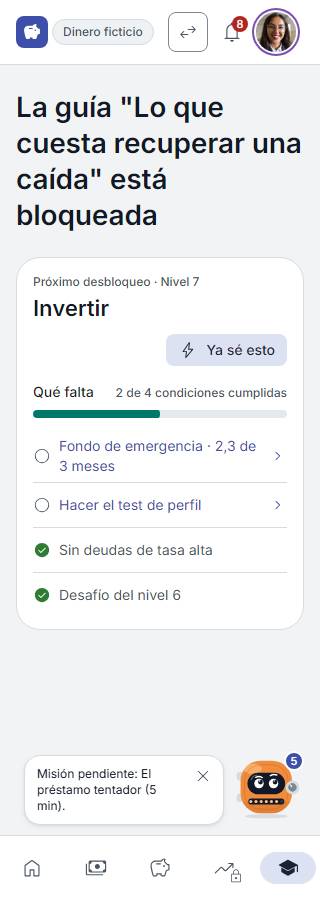 Dinero ficticio
8
La guía "Lo que
cuesta recuperar una
caída" está
bloqueada
Próximo desbloqueo · Nivel 7
Invertir
Ya sé esto
Qué falta
2 de 4 condiciones cumplidas
Fondo de emergencia · 2,3 de
3 meses
Hacer el test de perfil
Sin deudas de tasa alta
Desafío del nivel 6
Misión pendiente: El
préstamo tentador (5
min).
5